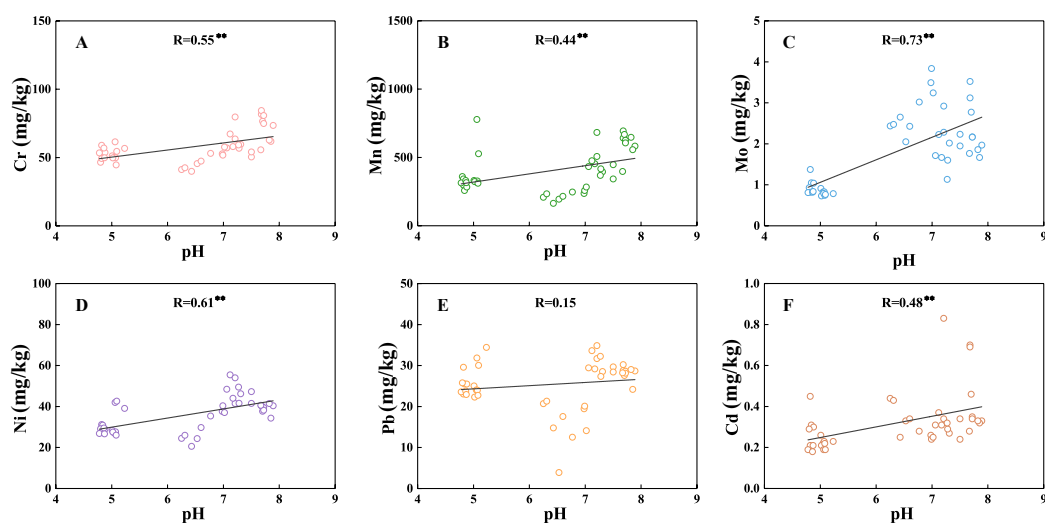 A
R=0.55**
150
100
50
0
Cr (mg/kg)
4 5 6 7 8 9
pH
B
R=0.44**
1500
1000
500
0
Mn (mg/kg)
4 5 6 7 8 9
pH
C
R=0.73**
5
4
3
2
1
0
Mo (mg/kg)
4 5 6 7 8 9
pH
D
R=0.61**
100
80
60
40
20
0
Ni (mg/kg)
4 5 6 7 8 9
pH
E
R=0.15
50
40
30
20
10
0
Pb (mg/kg)
4 5 6 7 8 9
pH
F
R=0.48**
1.0
0.8
0.6
0.4
0.2
0.0
Cd (mg/kg)
4 5 6 7 8 9
pH